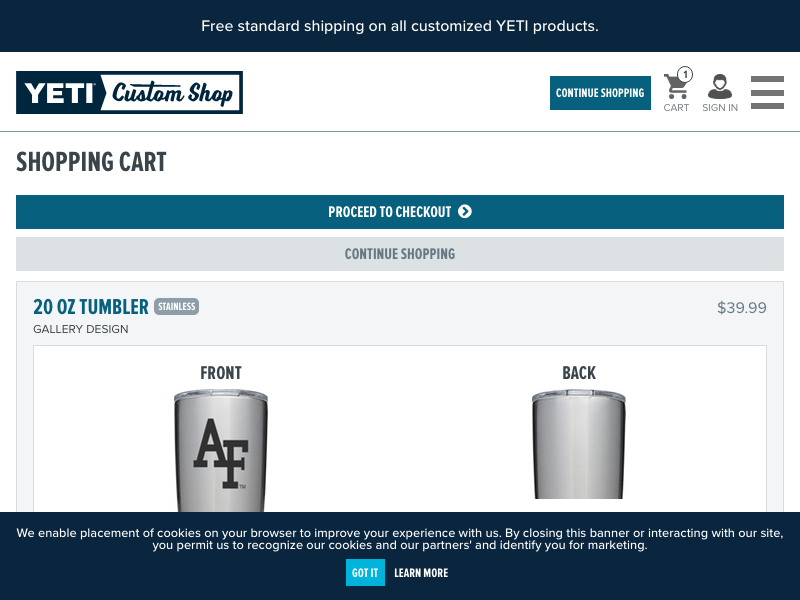 Free standard shipping on all customized YETI products.
YETI Custom Shop
CONTINUE SHOPPING
1
CART
SIGN IN
SHOPPING CART
PROCEED TO CHECKOUT
CONTINUE SHOPPING
20 OZ TUMBLER STAINLESS
$39.99
GALLERY DESIGN
FRONT
BACK
AF
TM
We enable placement of cookies on your browser to improve your experience with us. By closing this banner or interacting with our site,
you permit us to recognize our cookies and our partners' and identify you for marketing.
GOT IT
LEARN MORE